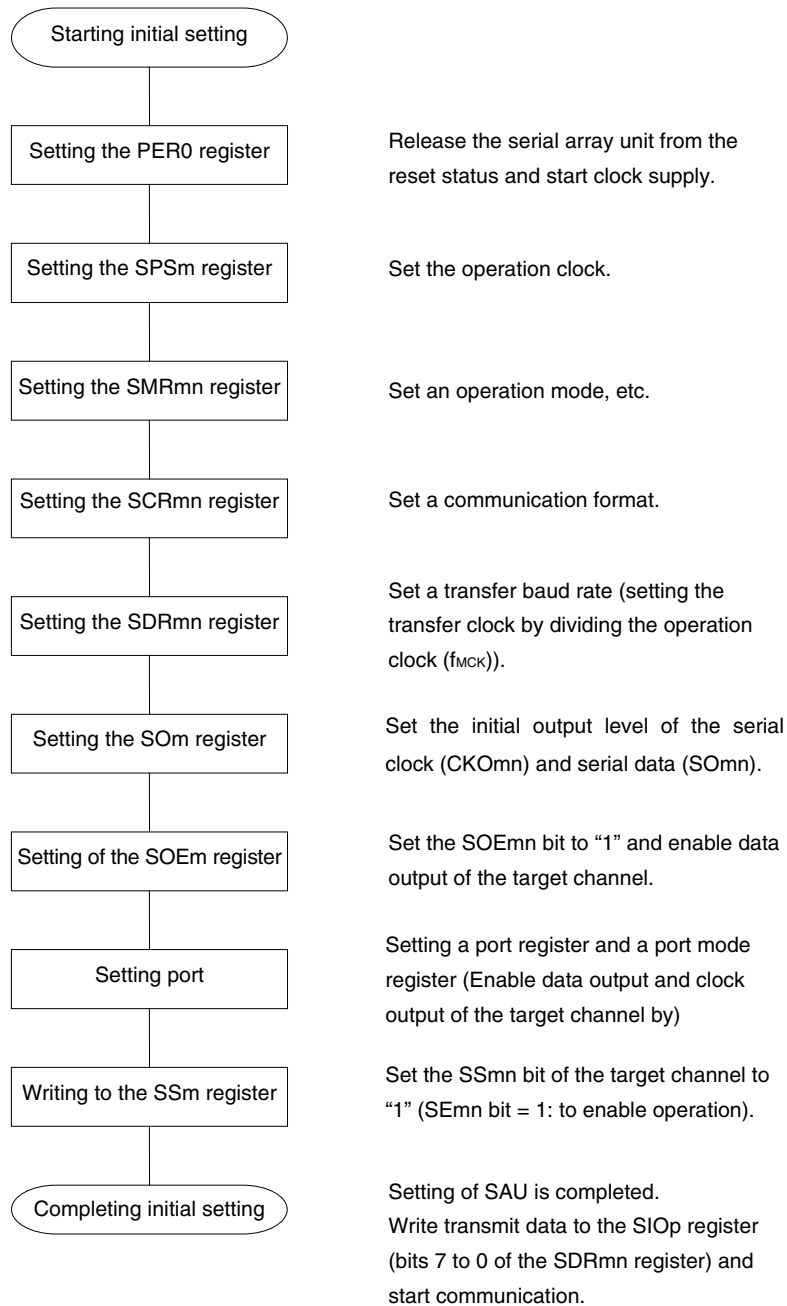 Starting initial setting
Setting the PER0 register
Release the serial array unit from the
reset status and start clock supply.
Setting the SPSm register
Set the operation clock.
Setting the SMRmn register
Set an operation mode, etc.
Setting the SCRmn register
Set a communication format.
Setting the SDRmn register
Set a transfer baud rate (setting the
transfer clock by dividing the operation
clock (fMCK)).
Setting the SOm register
Set the initial output level of the serial
clock (CKOmn) and serial data (SOmn).
Setting of the SOEm register
Set the SOEmn bit to “1” and enable data
output of the target channel.
Setting port
Setting a port register and a port mode
register (Enable data output and clock
output of the target channel by)
Writing to the SSm register
Set the SSmn bit of the target channel to
“1” (SEmn bit = 1: to enable operation).
Completing initial setting
Setting of SAU is completed.
Write transmit data to the SIOp register
(bits 7 to 0 of the SDRmn register) and
start communication.